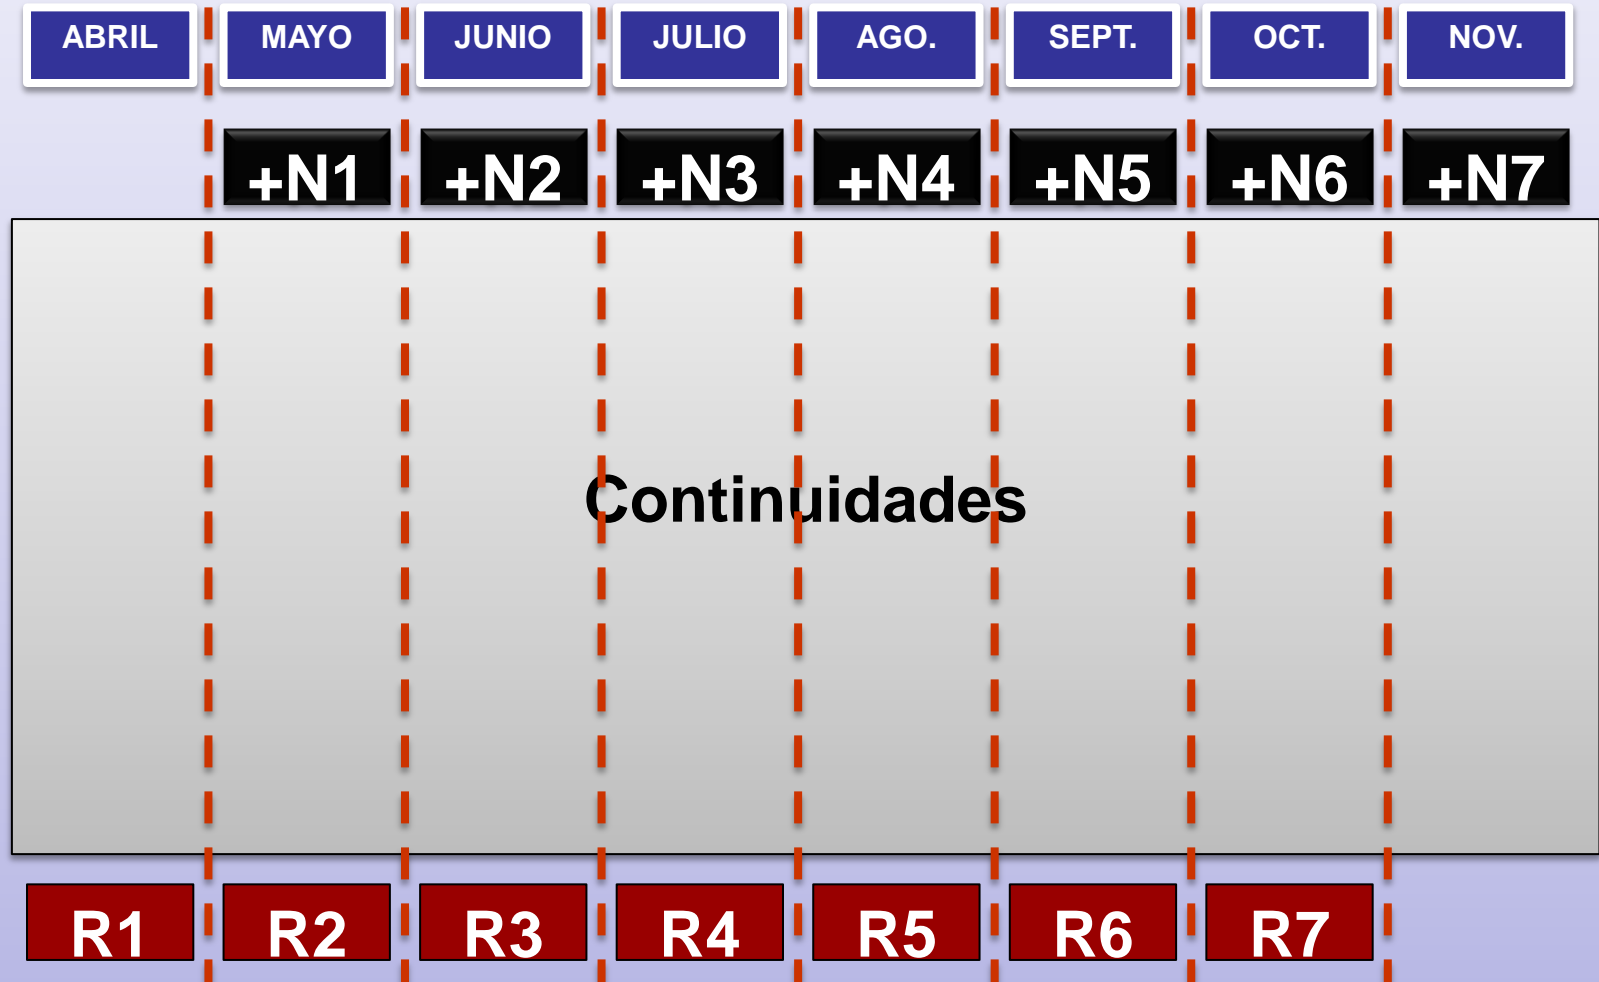 ABRIL MAYO JUNIO JULIO AGO. SEPT. OCT. NOV.
+N1 +N2 +N3 +N4 +N5 +N6 +N7
Continuidades
R1 R2 R3 R4 R5 R6 R7